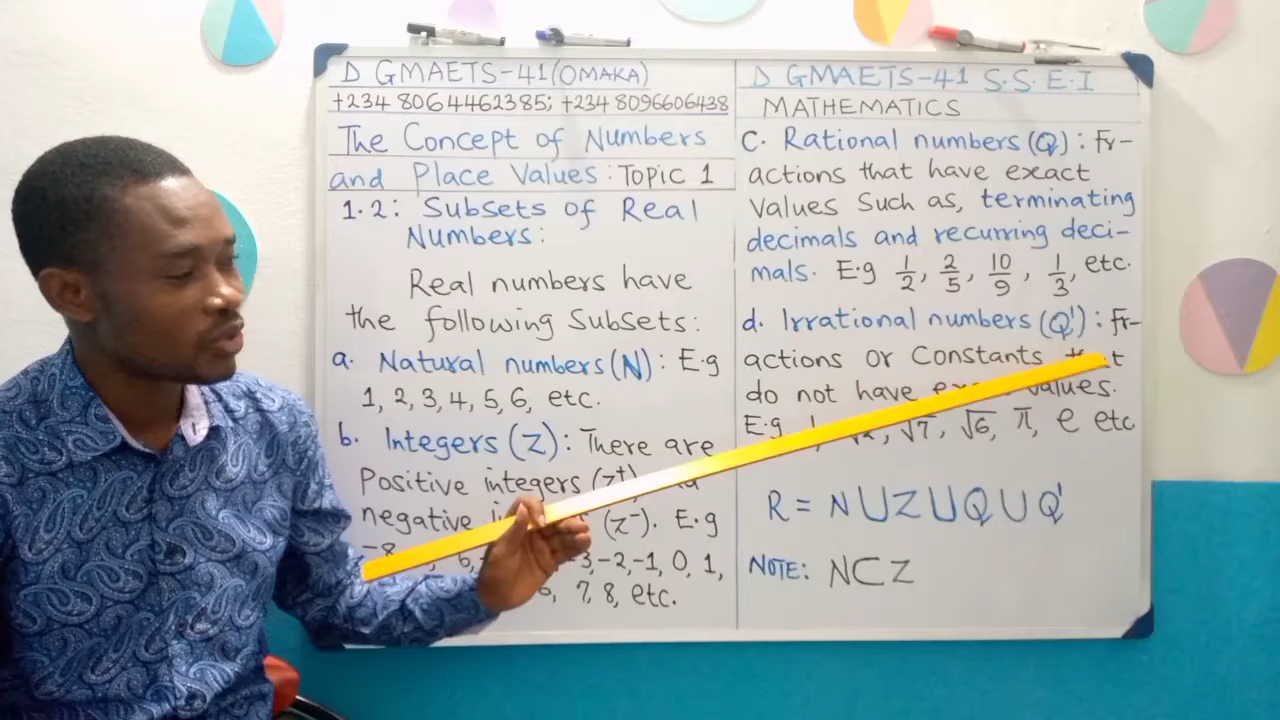 D GMAETS-41(OMAKA)
+234 8064462385; +234 8096606438
The Concept of Numbers
and Place Values: Topic 1
1.2: Subsets of Real
Numbers:
Real numbers have
the following Subsets:
a. Natural numbers (N): E.g
1, 2, 3, 4, 5, 6, etc.
b. Integers (Z): There are
Positive integers (z⁺)
negative (z⁻). E.g
-8 6, 3, -2, -1, 0, 1,
6, 7, 8, etc.
D GMAETS-41 S.S.E.I
MATHEMATICS
C. Rational numbers (Q): Fr-
actions that have exact
Values Such as, terminating
decimals and recurring deci-
mals. E.g 1/2, 2/5, 10/9, 1/3, etc.
d. Irrational numbers (Q'): Fr-
actions or Constants
do not have values.
E.g √7, √6, π, e etc
R = N U Z U Q U Q'
NOTE: N ⊂ Z